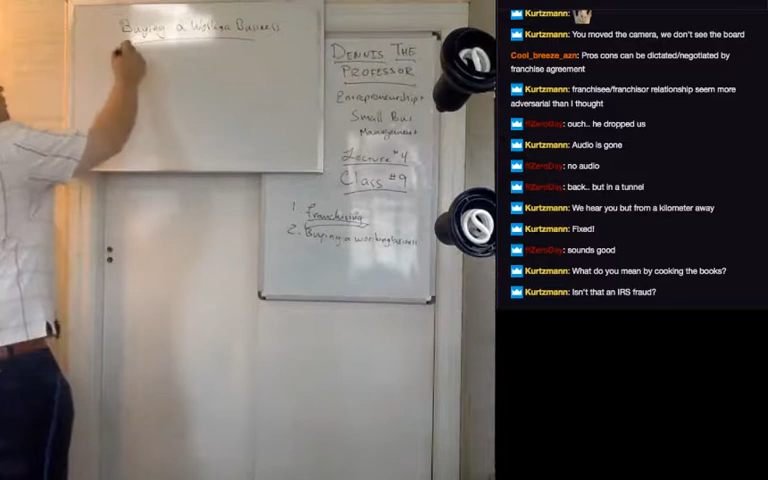 Buying a Working Business
DENNIS THE
PROFESSOR
Entrepreneurship +
Small Busi
Management
Lecture #4
Class #9
1. Franchising
2. Buying a working business
Kurtzmann:
Kurtzmann: You moved the camera, we don't see the board
Cool_breeze_azn: Pros cons can be dictated/negotiated by
franchise agreement
Kurtzmann: franchisee/franchisor relationship seem more
adversarial than I thought
ouch.. he dropped us
Kurtzmann: Audio is gone
no audio
back.. but in a tunnel
Kurtzmann: We hear you but from a kilometer away
Kurtzmann: Fixed!
sounds good
Kurtzmann: What do you mean by cooking the books?
Kurtzmann: Isn't that an IRS fraud?